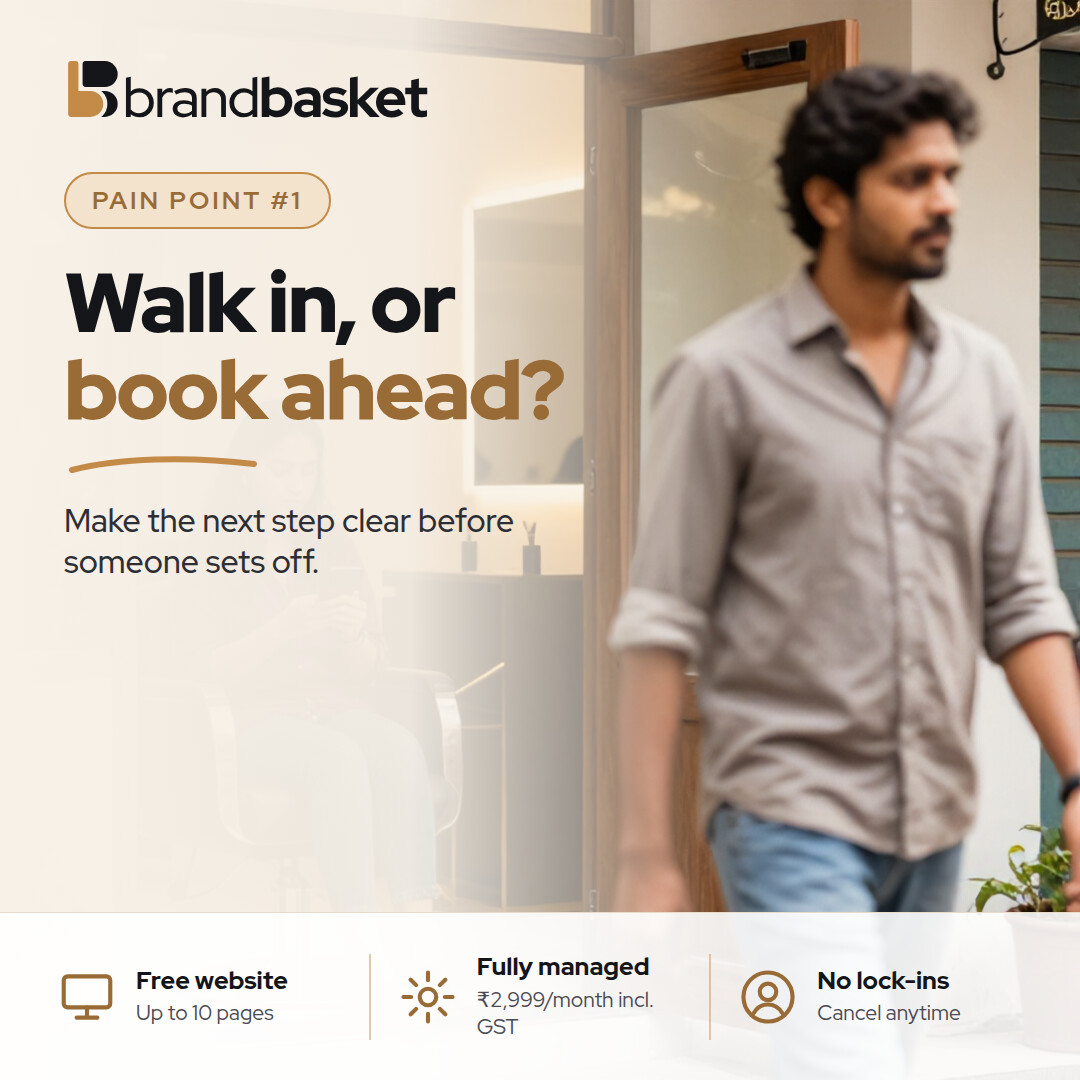 brandbasket
PAIN POINT #1
Walk in, or
book ahead?
Make the next step clear before
someone sets off.
Free website
Up to 10 pages
Fully managed
₹2,999/month incl.
GST
No lock-ins
Cancel anytime